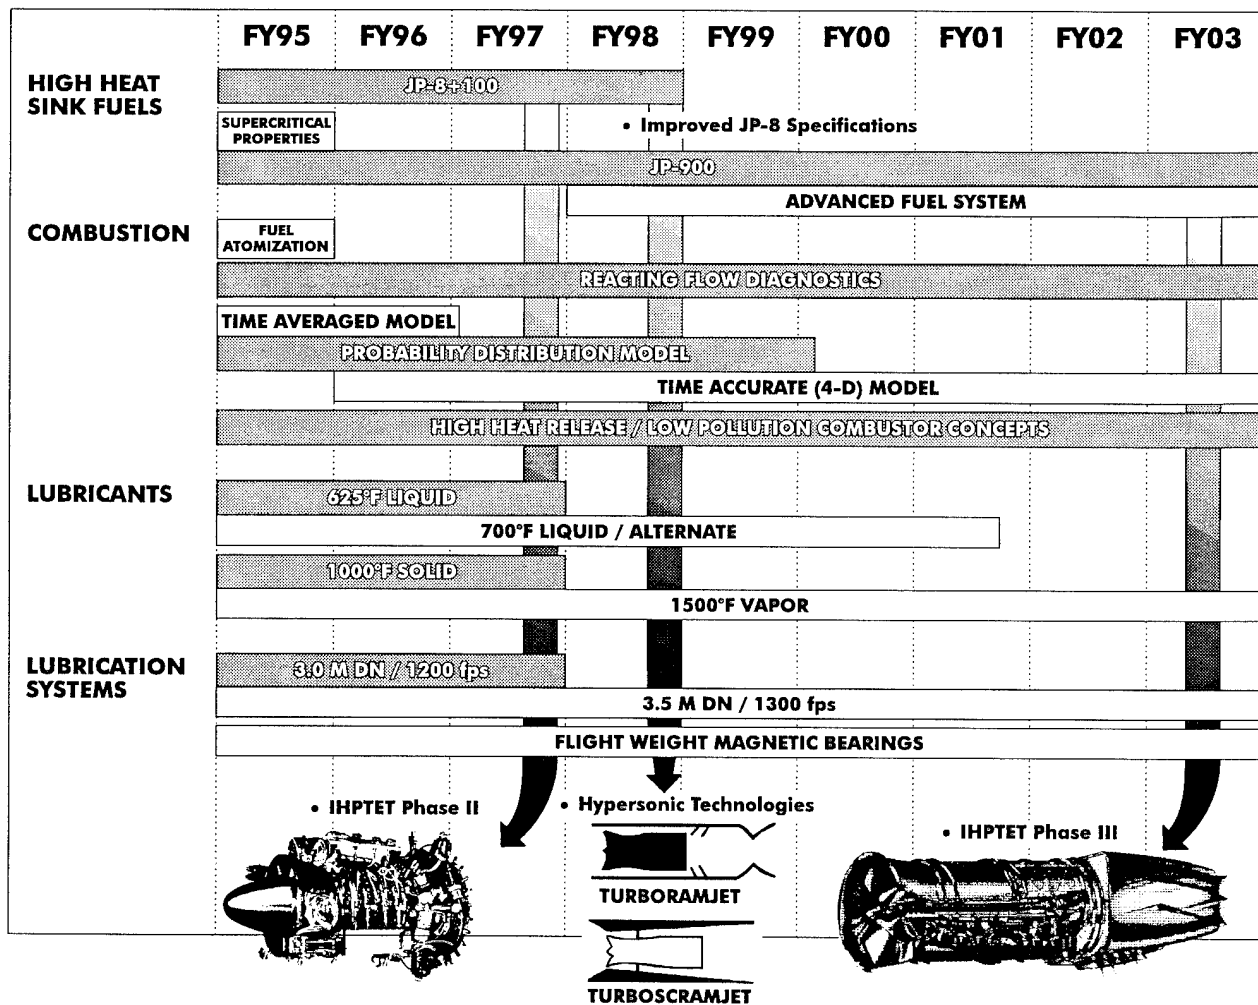 FY95 FY96 FY97 FY98 FY99 FY00 FY01 FY02 FY03
HIGH HEAT
SINK FUELS
JP-8+100
SUPERCRITICAL
PROPERTIES
• Improved JP-8 Specifications
JP-900
ADVANCED FUEL SYSTEM
COMBUSTION
FUEL
ATOMIZATION
REACTING FLOW DIAGNOSTICS
TIME AVERAGED MODEL
PROBABILITY DISTRIBUTION MODEL
TIME ACCURATE (4-D) MODEL
HIGH HEAT RELEASE / LOW POLLUTION COMBUSTOR CONCEPTS
LUBRICANTS
625°F LIQUID
700°F LIQUID / ALTERNATE
1000°F SOLID
1500°F VAPOR
LUBRICATION
SYSTEMS
3.0 M DN / 1200 fps
3.5 M DN / 1300 fps
FLIGHT WEIGHT MAGNETIC BEARINGS
• IHPTET Phase II
• Hypersonic Technologies
• IHPTET Phase III
TURBORAMJET
TURBOSCRAMJET